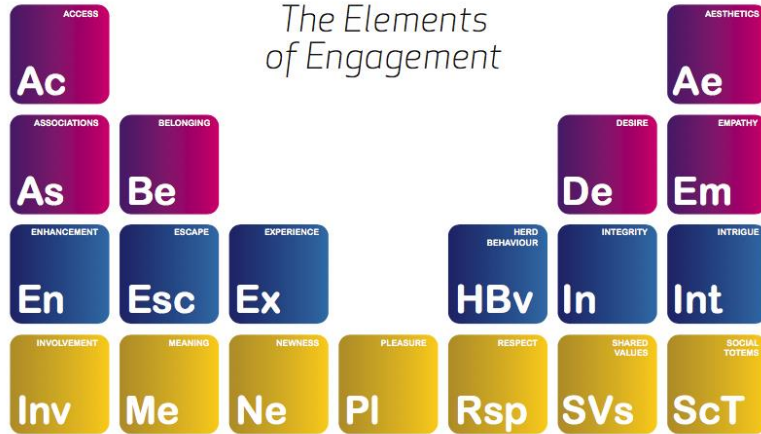 The Elements
of Engagement
ACCESS
Ac
AESTHETICS
Ae
ASSOCIATIONS
As
BELONGING
Be
DESIRE
De
EMPATHY
Em
ENHANCEMENT
En
ESCAPE
Esc
EXPERIENCE
Ex
HERD
BEHAVIOUR
HBv
INTEGRITY
In
INTRIGUE
Int
INVOLVEMENT
Inv
MEANING
Me
NEWNESS
Ne
PLEASURE
Pl
RESPECT
Rsp
SHARED
VALUES
SVs
SOCIAL
TOTEMS
ScT